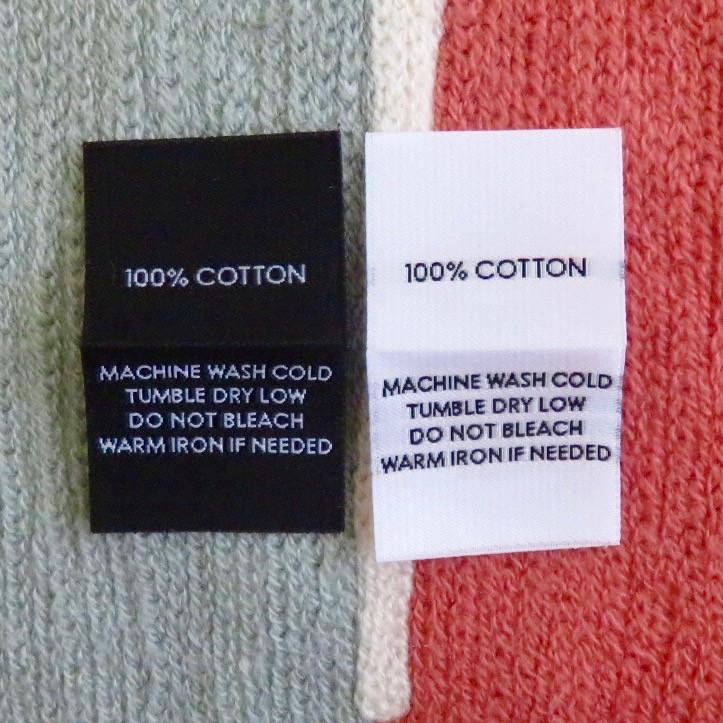 100% COTTON
MACHINE WASH COLD
TUMBLE DRY LOW
DO NOT BLEACH
WARM IRON IF NEEDED
100% COTTON
MACHINE WASH COLD
TUMBLE DRY LOW
DO NOT BLEACH
WARM IRON IF NEEDED